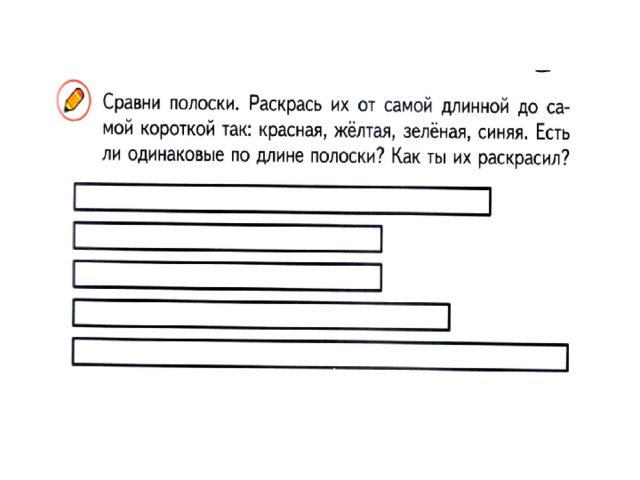 Сравни полоски. Раскрась их от самой длинной до са-
мой короткой так: красная, жёлтая, зелёная, синяя. Есть
ли одинаковые по длине полоски? Как ты их раскрасил?